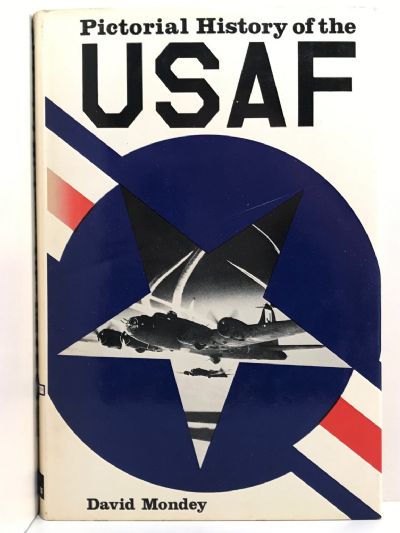 Pictorial History of the
USAF
David Mondey